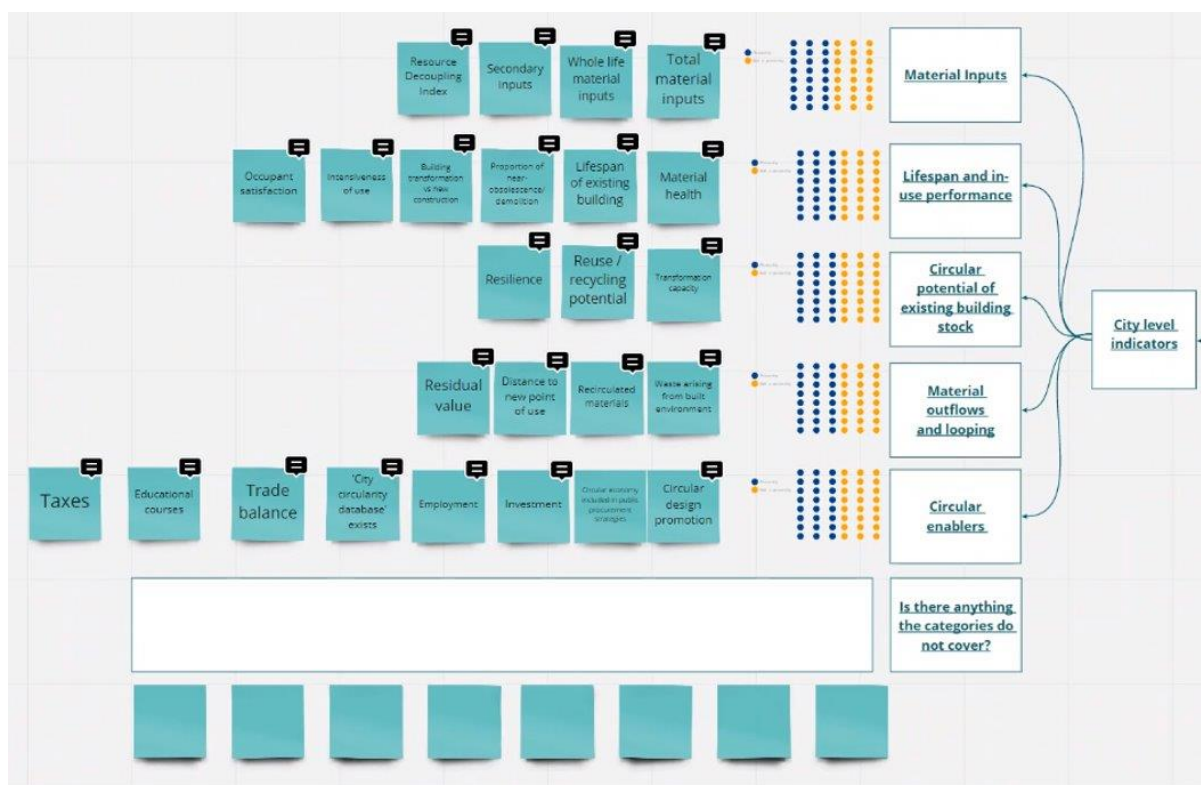 Resource
Decoupling
Index
Secondary
inputs
Whole life
material
inputs
Total
material
inputs
Material Inputs
Occupant
satisfaction
Intensiveness
of use
Building
transformation
vs new
construction
Proportion of
near-
obsolescence/
demolition
Lifespan
of existing
building
Material
health
Lifespan and in-
use performance
Resilience
Reuse /
recycling
potential
Transformation
capacity
Circular
potential of
existing building
stock
City level
indicators
Residual
value
Distance to
new point of
use
Recirculated
materials
Waste arising
from built
environment
Material
outflows
and looping
Taxes
Educational
courses
Trade
balance
'City
circularity
database'
exists
Employment
Investment
Circular economy
included in public
procurement
strategies
Circular
design
promotion
Circular
enablers
Is there anything
the categories do
not cover?